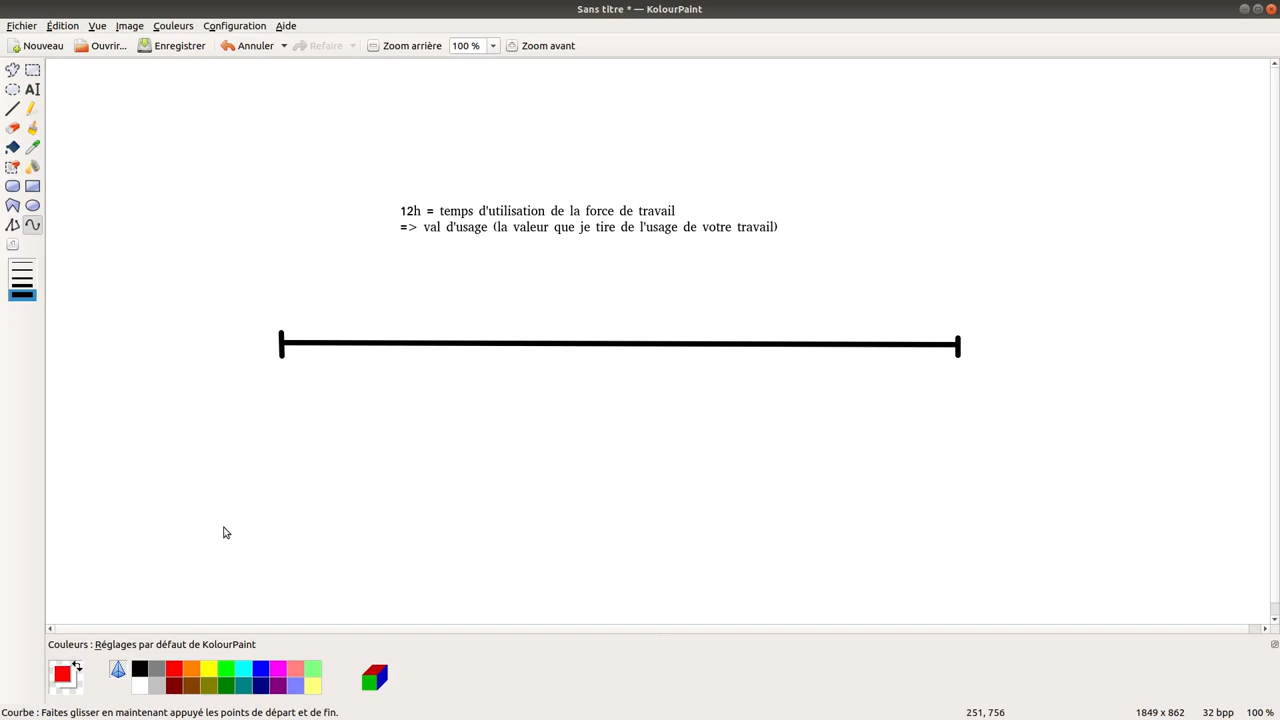 Sans titre * — KolourPaint
Fichier Édition Vue Image Couleurs Configuration Aide
Nouveau Ouvrir... Enregistrer Annuler Refaire Zoom arrière 100 % Zoom avant
12h = temps d'utilisation de la force de travail
=> val d'usage (la valeur que je tire de l'usage de votre travail)
Couleurs : Réglages par défaut de KolourPaint
Courbe : Faites glisser en maintenant appuyé les points de départ et de fin. 251, 756 1849 x 862 32 bpp 100 %